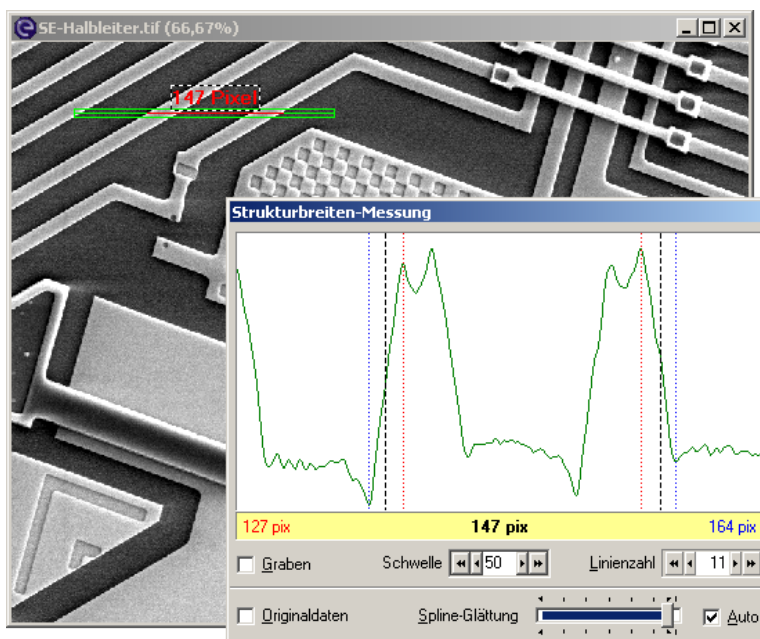 SE-Halbleiter.tif (66,67%)
147 Pixel
Strukturbreiten-Messung
127 pix 147 pix 164 pix
Graben Schwelle 50 Linienzahl 11
Originaldaten Spline-Glättung Auto